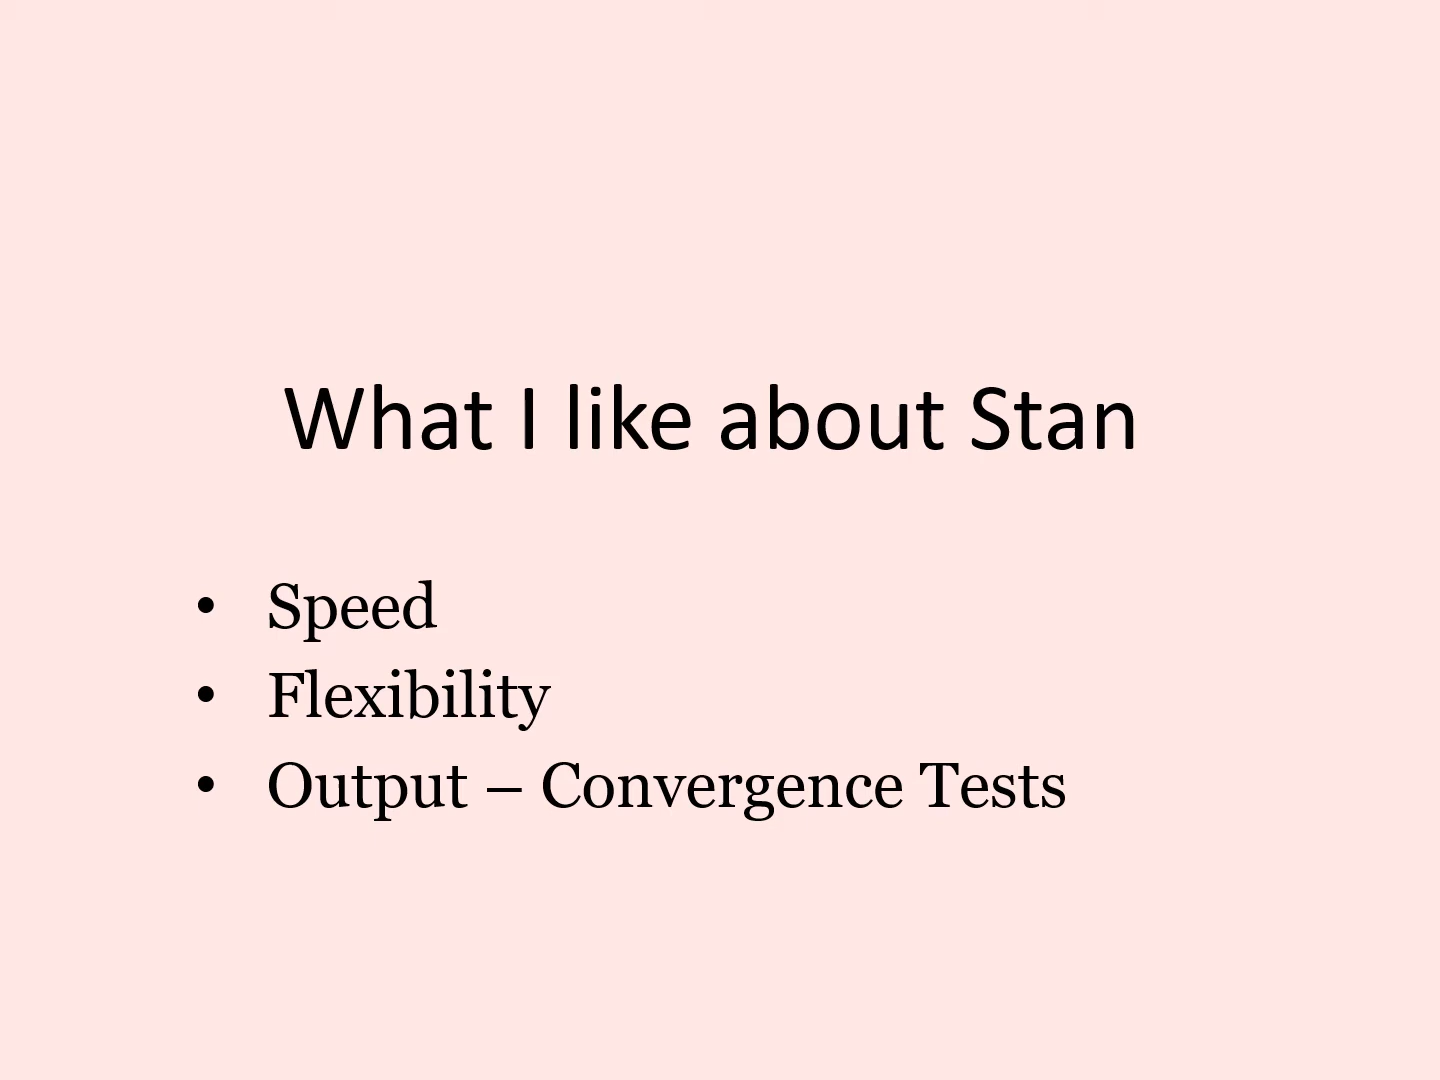 What I like about Stan
• Speed
• Flexibility
• Output – Convergence Tests